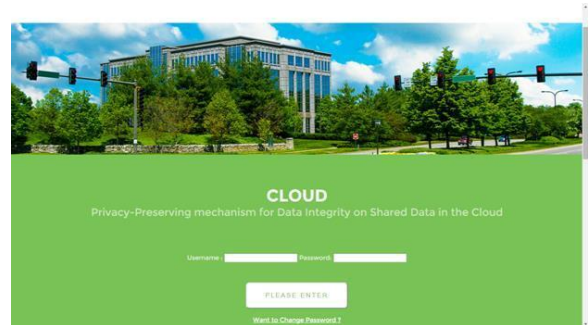 CLOUD
Privacy-Preserving mechanism for Data Integrity on Shared Data in the Cloud
Username : Password:
PLEASE ENTER
Want to Change Password ?